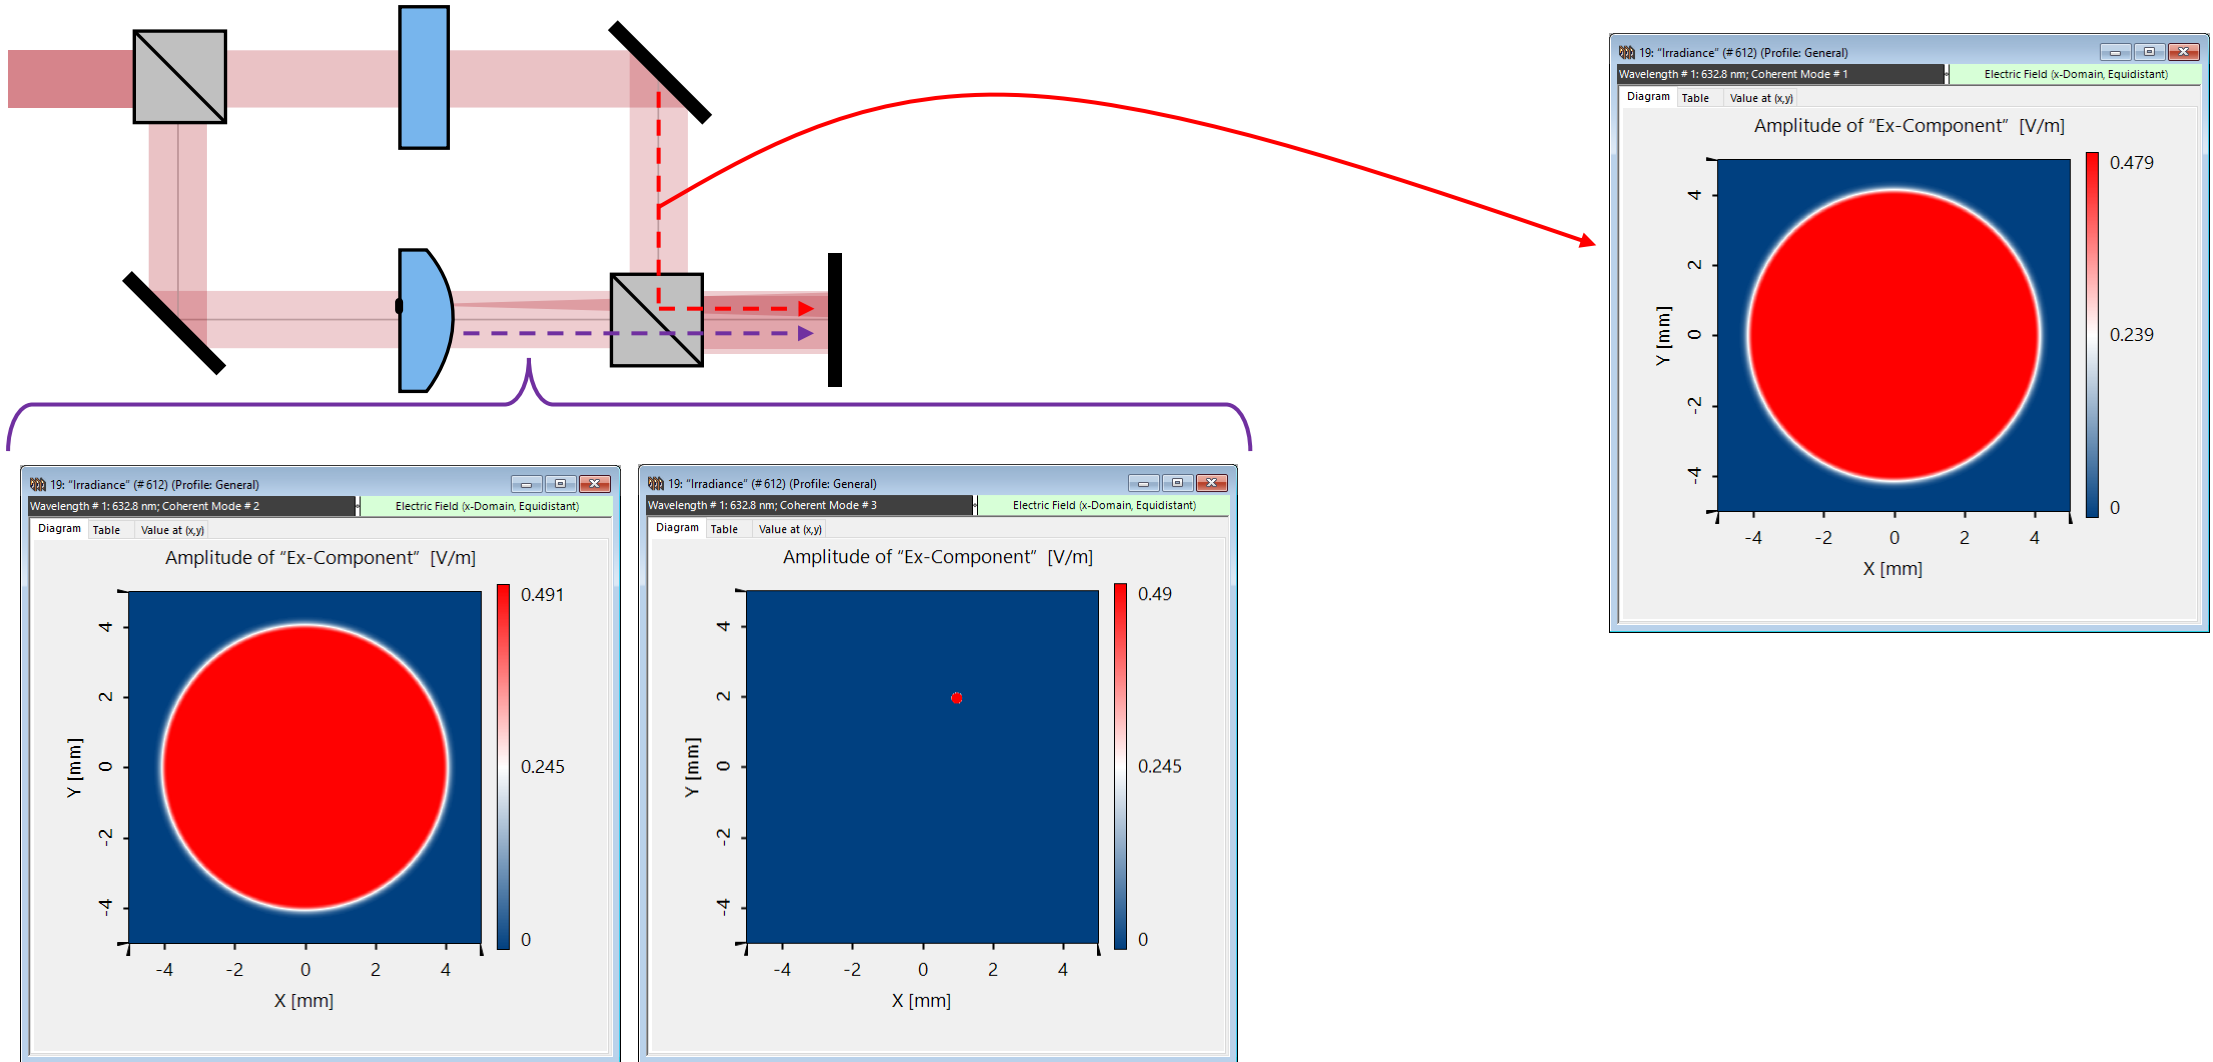 19: “Irradiance” (#612) (Profile: General)
Wavelength # 1: 632.8 nm; Coherent Mode # 1
Electric Field (x-Domain, Equidistant)
Diagram Table Value at (x,y)
Amplitude of “Ex-Component” [V/m]
0.479
0.239
0
4
2
0
-2
-4
Y [mm]
-4 -2 0 2 4
X [mm]
19: “Irradiance” (#612) (Profile: General)
Wavelength # 1: 632.8 nm; Coherent Mode # 2
Electric Field (x-Domain, Equidistant)
Diagram Table Value at (x,y)
Amplitude of “Ex-Component” [V/m]
0.491
0.245
0
4
2
0
-2
-4
Y [mm]
-4 -2 0 2 4
X [mm]
19: “Irradiance” (#612) (Profile: General)
Wavelength # 1: 632.8 nm; Coherent Mode # 3
Electric Field (x-Domain, Equidistant)
Diagram Table Value at (x,y)
Amplitude of “Ex-Component” [V/m]
0.49
0.245
0
4
2
0
-2
-4
Y [mm]
-4 -2 0 2 4
X [mm]